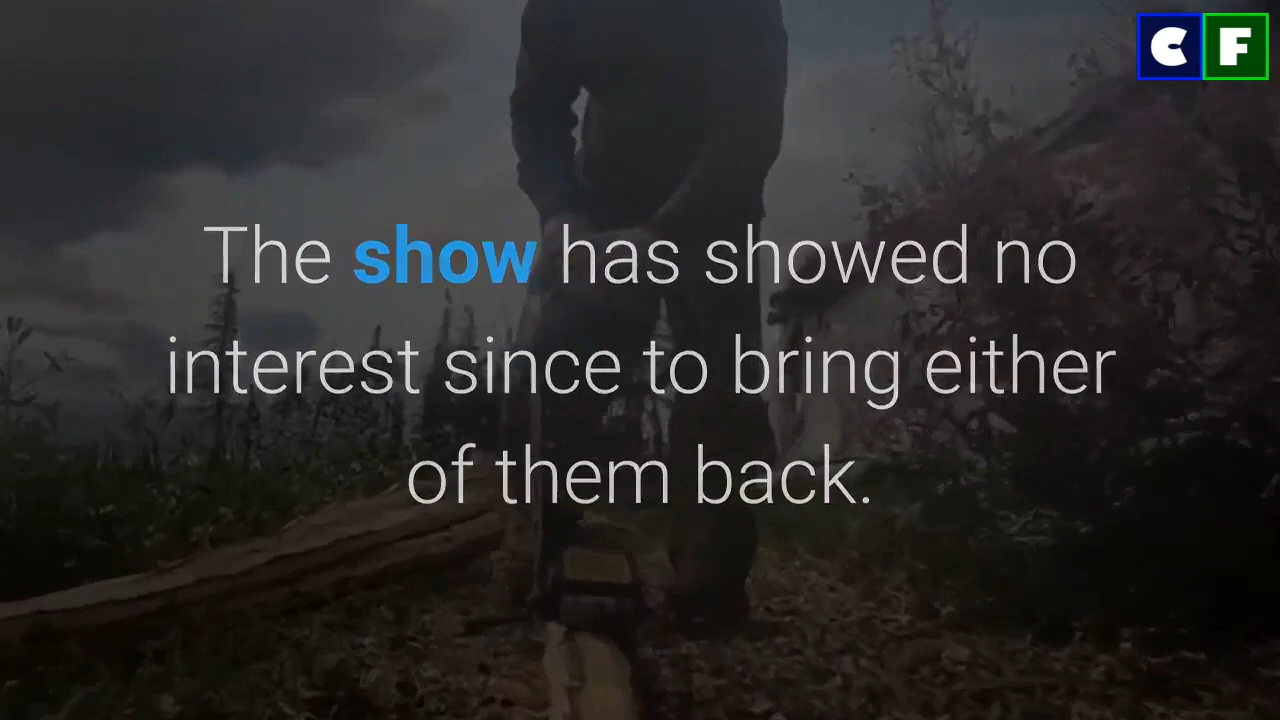 CF
The show has showed no
interest since to bring either
of them back.